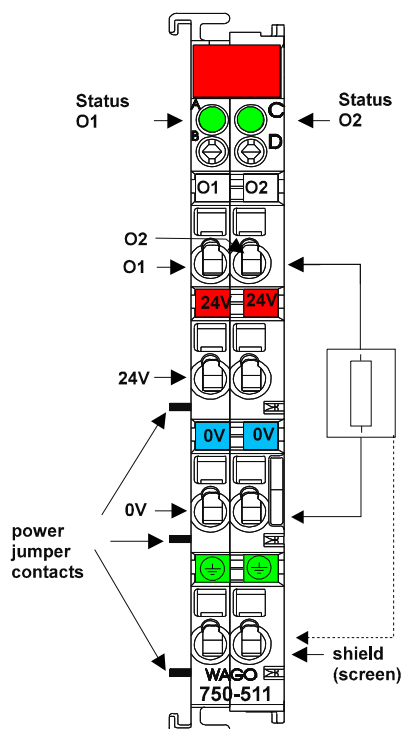 Status
O1
Status
O2
A
C
B
D
O1
O2
O2
O1
24V
24V
24V
0V
0V
0V
power
jumper
contacts
shield
(screen)
WAGO
750-511